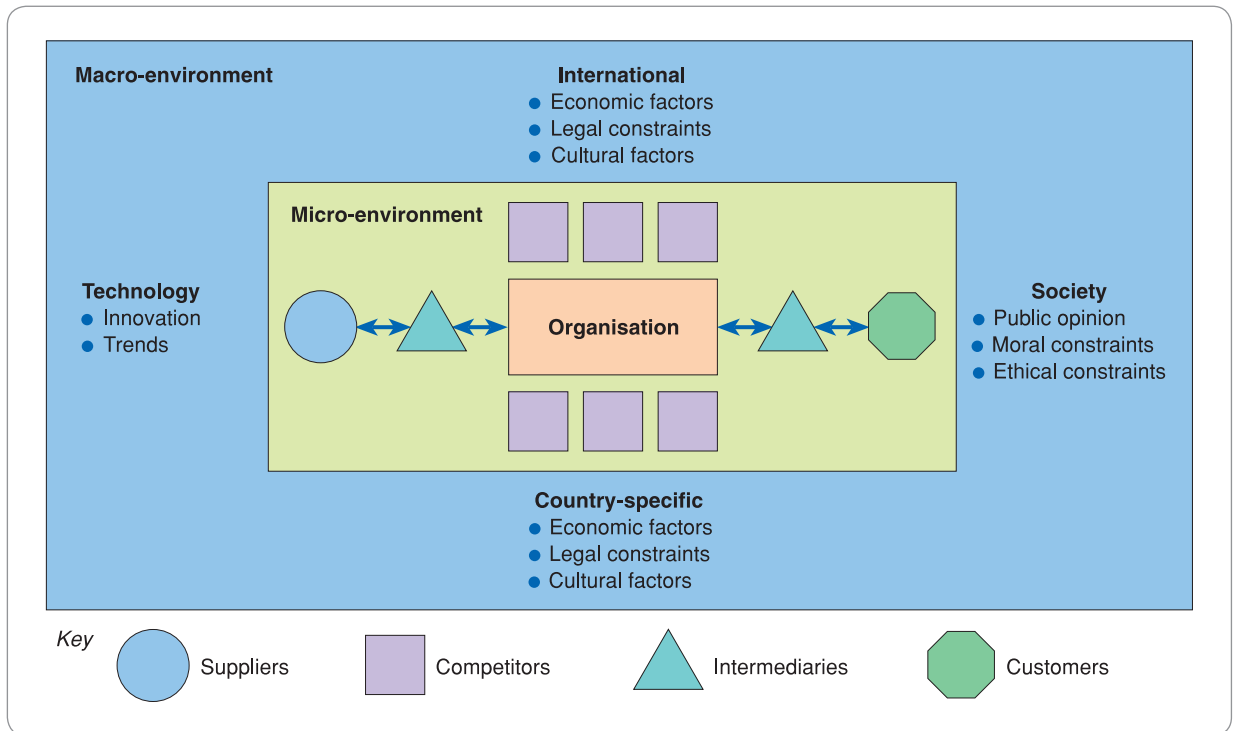 Macro-environment
International
● Economic factors
● Legal constraints
● Cultural factors
Micro-environment
Technology
● Innovation
● Trends
Organisation
Society
● Public opinion
● Moral constraints
● Ethical constraints
Country-specific
● Economic factors
● Legal constraints
● Cultural factors
Key
Suppliers
Competitors
Intermediaries
Customers